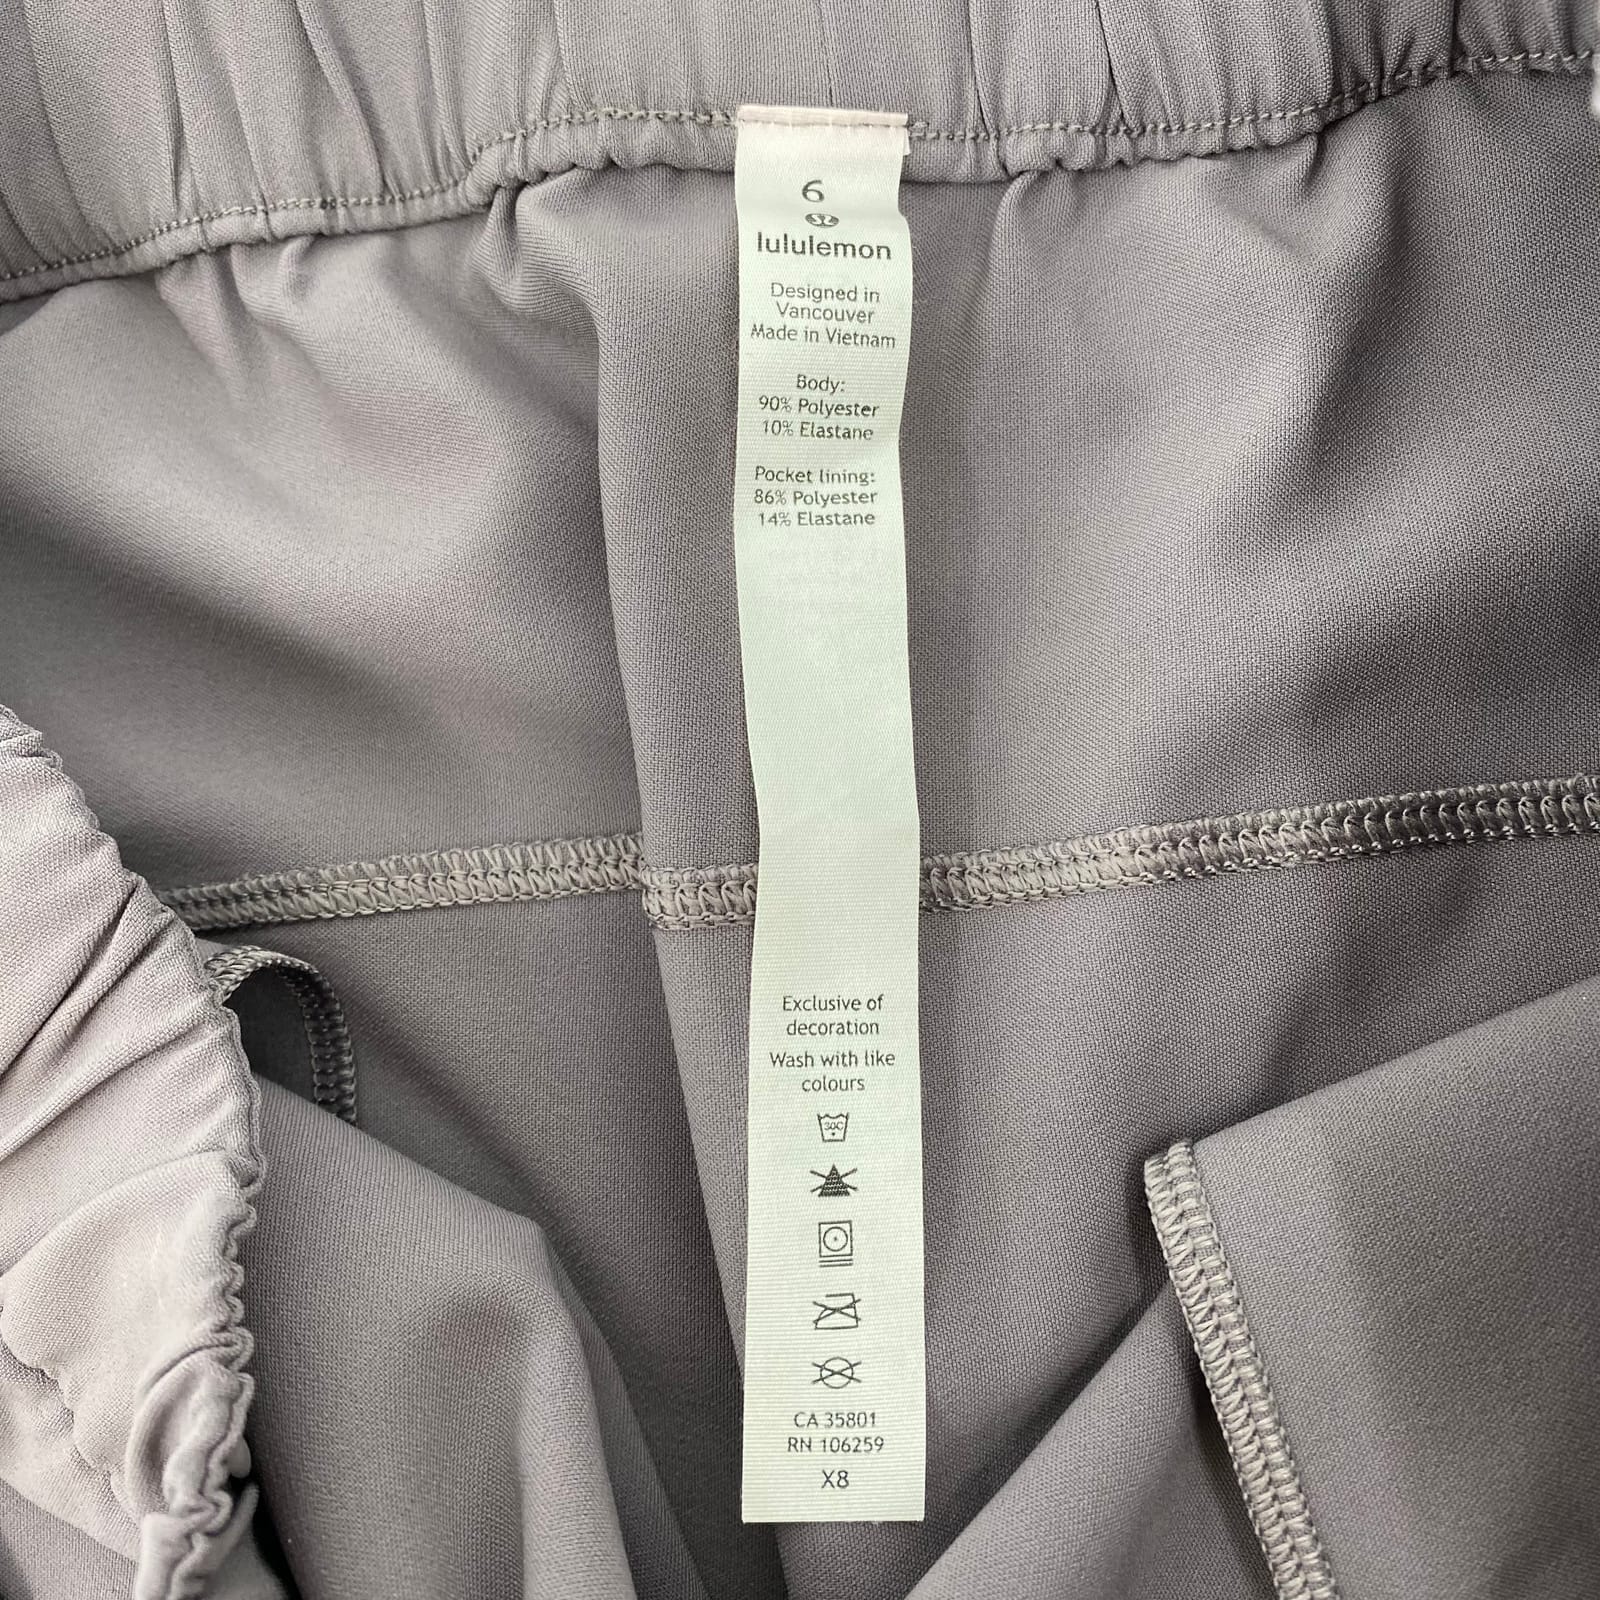 6
lululemon
Designed in
Vancouver
Made in Vietnam
Body:
90% Polyester
10% Elastane
Pocket lining:
86% Polyester
14% Elastane
Exclusive of
decoration
Wash with like
colours
30C
CA 35801
RN 106259
X8